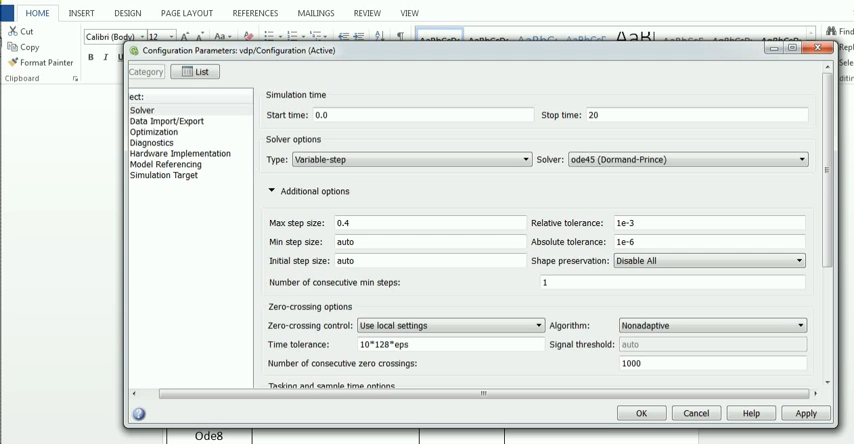 HOME INSERT DESIGN PAGE LAYOUT REFERENCES MAILINGS REVIEW VIEW
Cut
Copy
Format Painter
Clipboard
Calibri (Body) 12
B I
Find
Configuration Parameters: vdp/Configuration (Active)
Category List
ect:
Solver
Data Import/Export
Optimization
Diagnostics
Hardware Implementation
Model Referencing
Simulation Target
Simulation time
Start time: 0.0 Stop time: 20
Solver options
Type: Variable-step Solver: ode45 (Dormand-Prince)
Additional options
Max step size: 0.4 Relative tolerance: 1e-3
Min step size: auto Absolute tolerance: 1e-6
Initial step size: auto Shape preservation: Disable All
Number of consecutive min steps: 1
Zero-crossing options
Zero-crossing control: Use local settings Algorithm: Nonadaptive
Time tolerance: 10*128*eps Signal threshold: auto
Number of consecutive zero crossings: 1000
Tasking and sample time options
OK Cancel Help Apply
Ode8